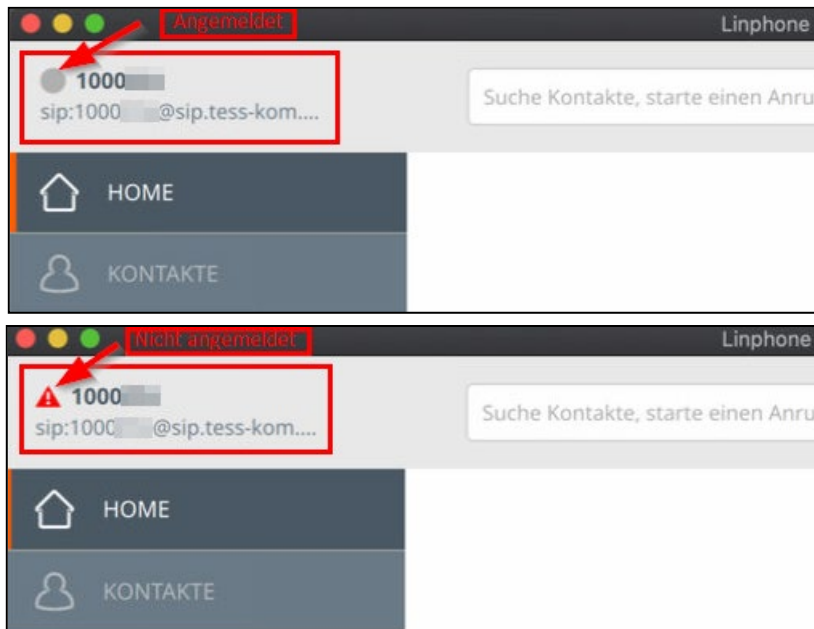 Angemeldet
Linphone
1000
sip:1000 @sip.tess-kom....
Suche Kontakte, starte einen Anru
HOME
KONTAKTE
Nicht angemeldet
Linphone
1000
sip:1000 @sip.tess-kom....
Suche Kontakte, starte einen Anru
HOME
KONTAKTE